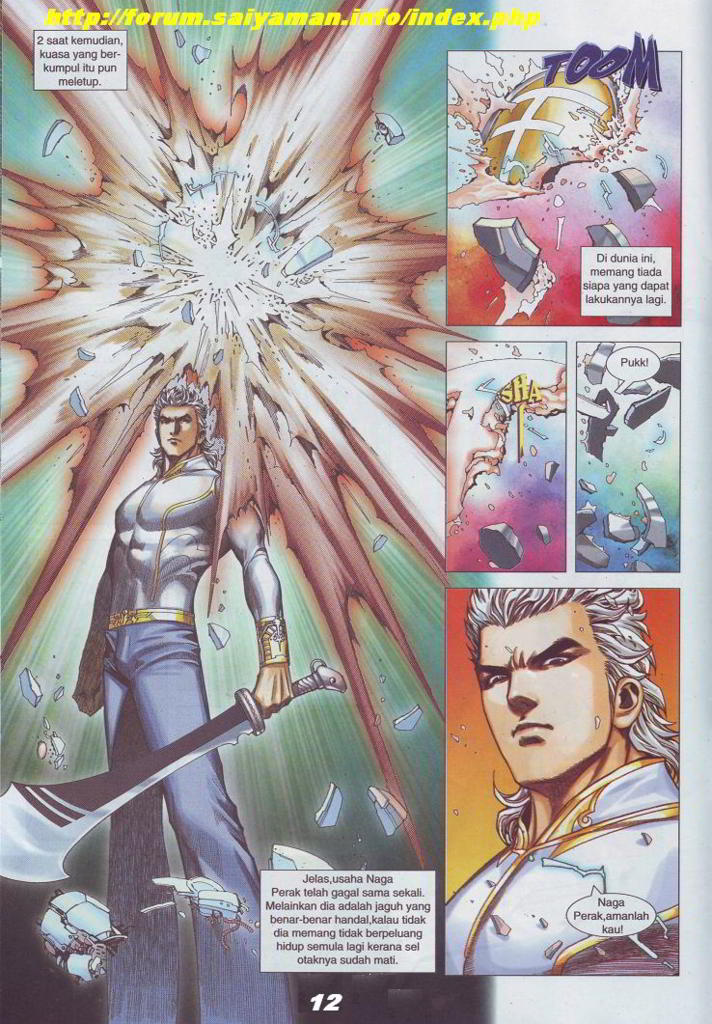 http://forum.saiyaman.info/index.php
2 saat kemudian,
kuasa yang ber-
kumpul itu pun
meletup.
TOOM
Di dunia ini,
memang tiada
siapa yang dapat
lakukannya lagi.
SHA
Pukk!
Jelas,usaha Naga
Perak telah gagal sama sekali.
Melainkan dia adalah jaguh yang
benar-benar handal,kalau tidak
dia memang tidak berpeluang
hidup semula lagi kerana sel
otaknya sudah mati.
Naga
Perak,amanlah
kau!
12